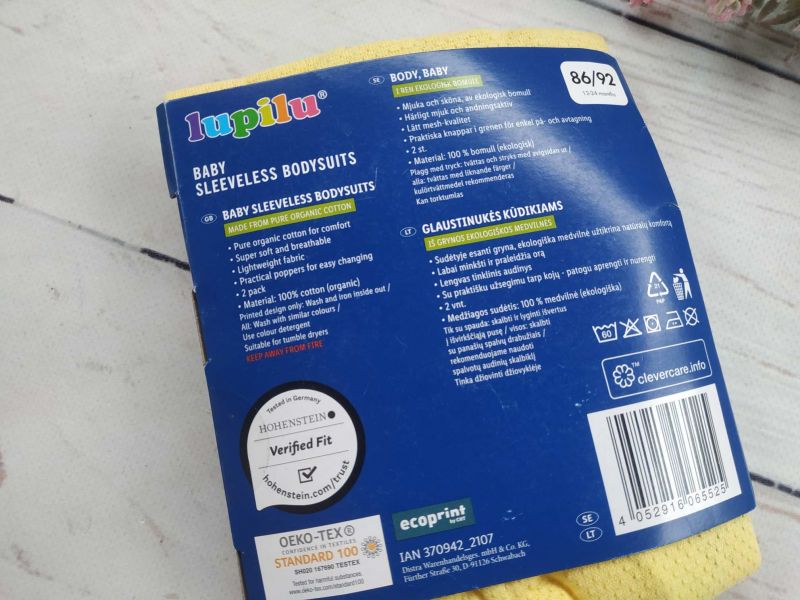 lupilu®
BABY
SLEEVELESS BODYSUITS
GB BABY SLEEVELESS BODYSUITS
MADE FROM PURE ORGANIC COTTON
• Pure organic cotton for comfort
• Super soft and breathable
• Lightweight fabric
• Practical poppers for easy changing
• 2 pack
• Material: 100% cotton (organic)
Printed design only: Wash and iron inside out /
All: Wash with similar colours /
Use colour detergent
Suitable for tumble dryers
KEEP AWAY FROM FIRE
SE BODY, BABY
I REN EKOLOGISK BOMULL
• Mjuka och sköna, av ekologisk bomull
• Härligt mjuk och andningsaktiv
• Lätt mesh-kvalitet
• Praktiska knappar i grenen för enkel på- och avtagning
• 2 st.
• Material: 100 % bomull (ekologisk)
Plagg med tryck: tvättas och stryks med avigsidan ut /
alla: tvättas med liknande färger /
kulörtvättmedel rekommenderas
Kan torktumlas
86/92
12-24 months
LT GLAUSTINUKĖS KŪDIKIAMS
IŠ GRYNOS EKOLOGIŠKOS MEDVILNĖS
• Sudėtyje esanti gryna, ekologiška medvilnė užtikrina natūralų komfortą
• Labai minkšti ir praleidžia orą
• Lengvas tinklinis audinys
• Su praktišku užsegimu tarp kojų - patogu aprengti ir nurengti
• 2 vnt.
• Medžiagos sudėtis: 100 % medvilnė (ekologiška)
Tik su spauda: skalbti ir lyginti išvertus
į išvirkščiąją pusę / visos: skalbti
su panašių spalvų drabužiais /
rekomenduojame naudoti
spalvotų audinių skalbiklį
Tinka džiovinti džiovyklėje
21
PAP
60
™ clevercare.info
Tested in Germany
HOHENSTEIN
Verified Fit
hohenstein.com/trust
OEKO-TEX®
CONFIDENCE IN TEXTILES
STANDARD 100
SH020 167690 TESTEX
Tested for harmful substances
www.oeko-tex.com/standard100
ecoprint
by CRT
IAN 370942_2107
Distra Warenhandelsges. mbH & Co. KG,
Fürther Straße 30, D-91126 Schwabach
SE
LT
4 052916 065525